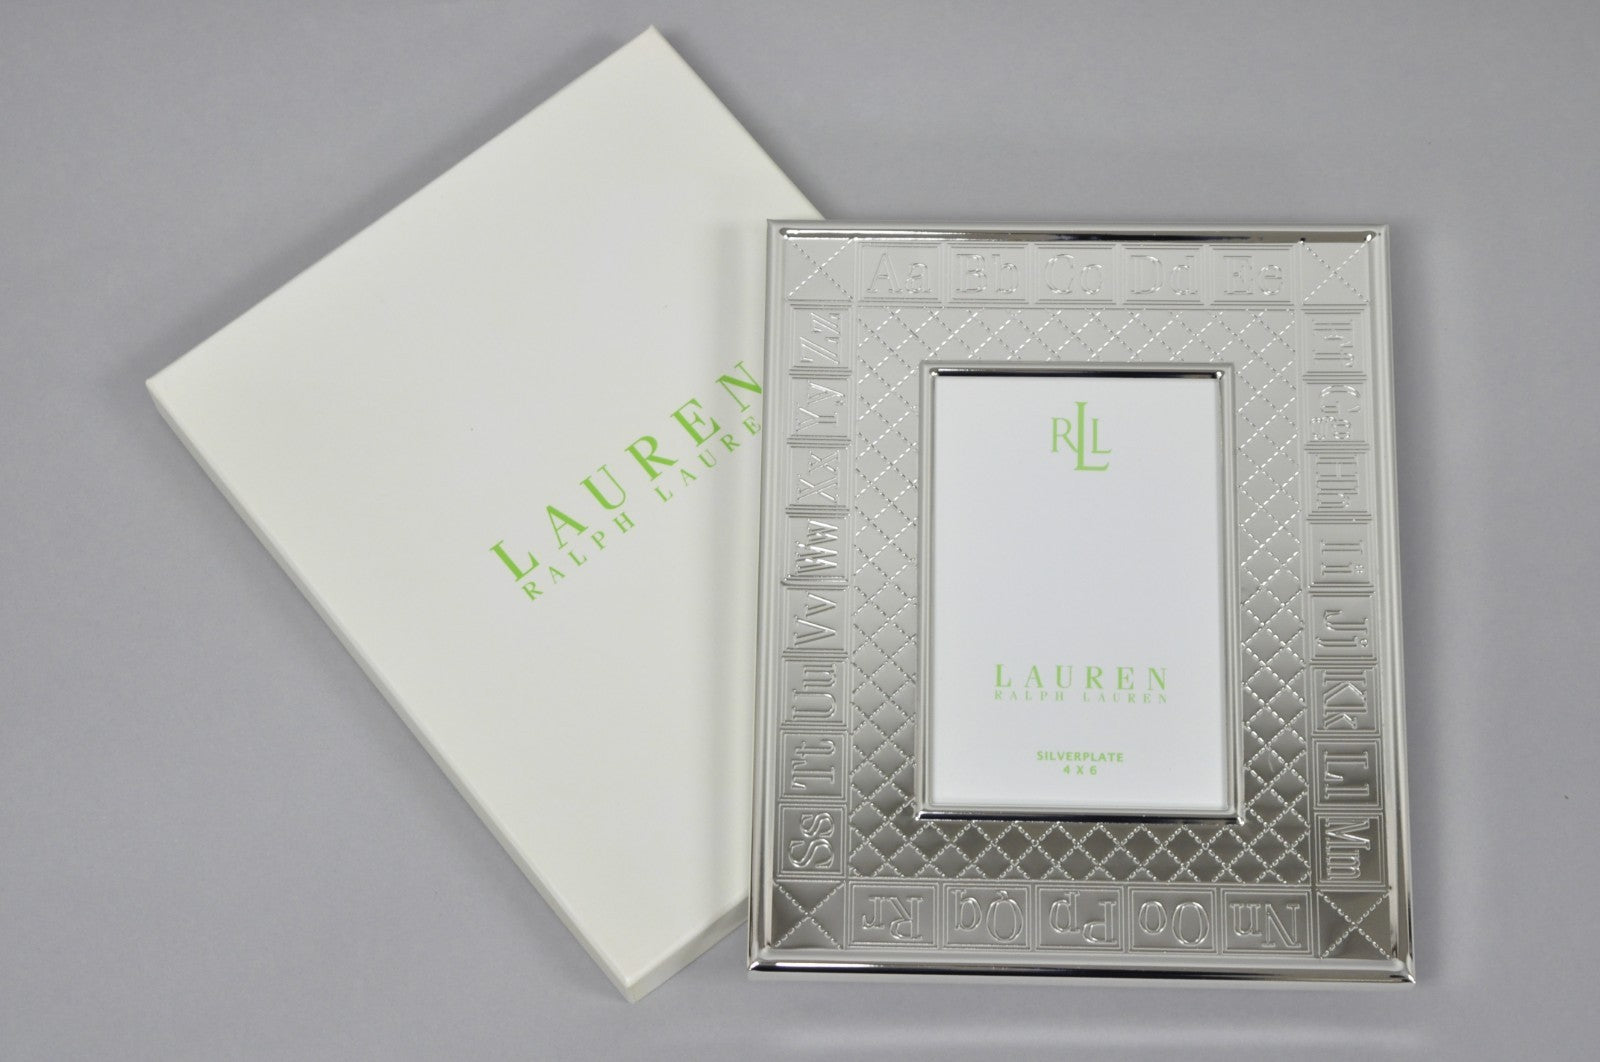 LAUREN
RALPH LAURE
Aa Bb Cc Dd Ee
Ff Gg Hh Ii Jj Kk Ll Mm
Nn Oo Pp Qq Rr
Ss Tt Uu Vv Ww Xx Yy Zz
RLL
LAUREN
RALPH LAUREN
SILVERPLATE
4 X 6